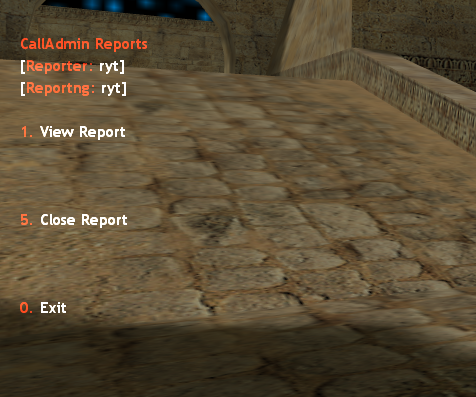 CallAdmin Reports
[Reporter: ryt]
[Reportng: ryt]
1. View Report
5. Close Report
0. Exit